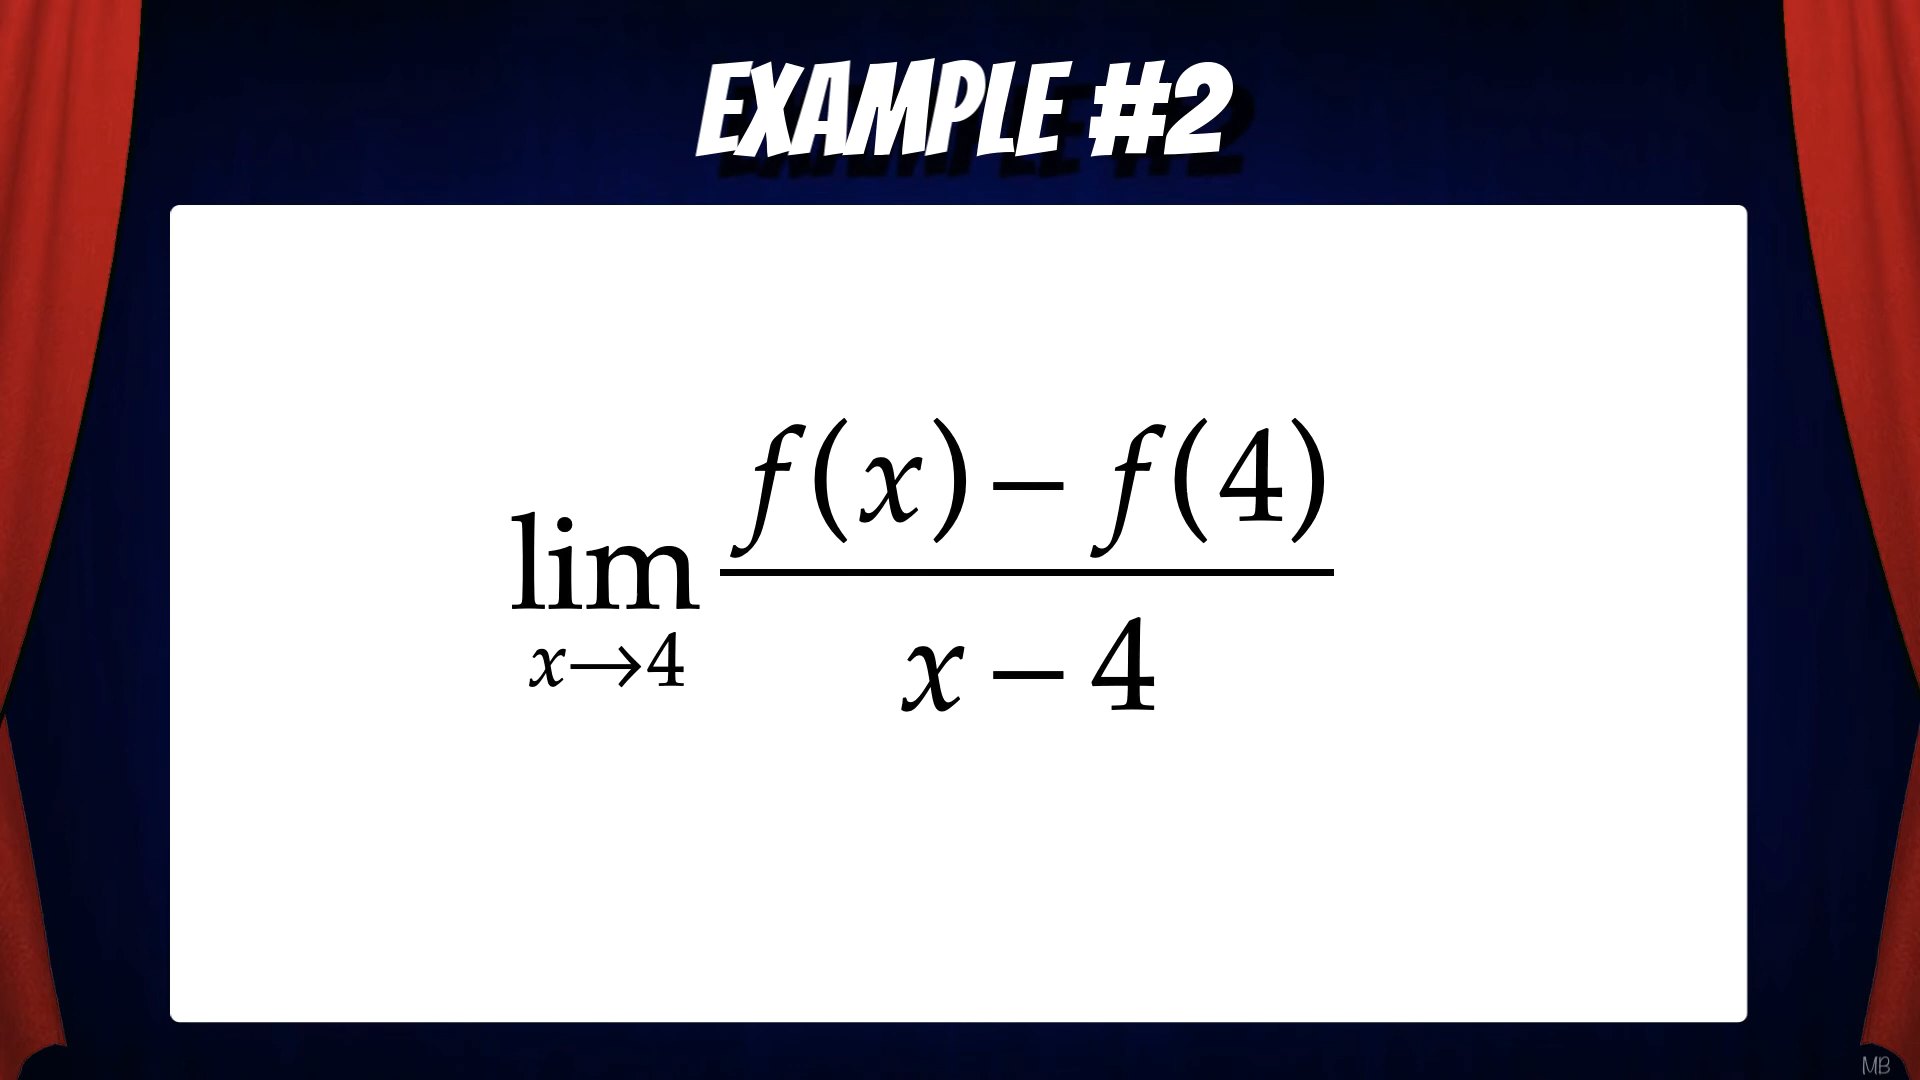 EXAMPLE #2
f(x) – f(4)
lim
x→4
x – 4
MB